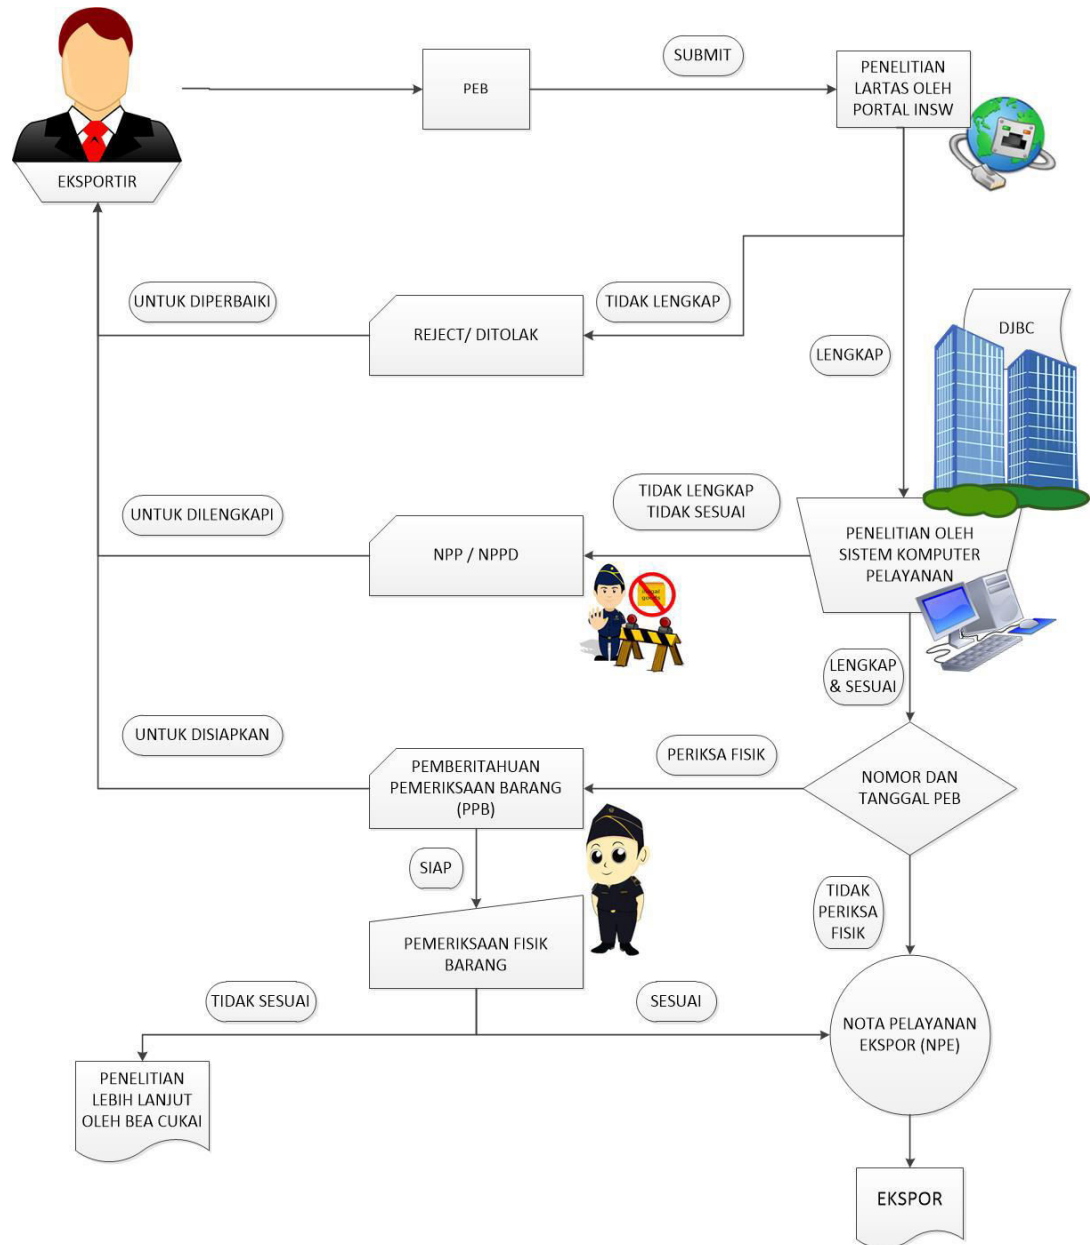 SUBMIT
PEB
PENELITIAN
LARTAS OLEH
PORTAL INSW
EKSPORTIR
UNTUK DIPERBAIKI
TIDAK LENGKAP
REJECT/ DITOLAK
LENGKAP
DJBC
TIDAK LENGKAP
TIDAK SESUAI
UNTUK DILENGKAPI
NPP / NPPD
PENELITIAN OLEH
SISTEM KOMPUTER
PELAYANAN
LENGKAP
& SESUAI
UNTUK DISIAPKAN
PERIKSA FISIK
PEMBERITAHUAN
PEMERIKSAAN BARANG
(PPB)
NOMOR DAN
TANGGAL PEB
SIAP
TIDAK
PERIKSA
FISIK
PEMERIKSAAN FISIK
BARANG
TIDAK SESUAI
SESUAI
NOTA PELAYANAN
EKSPOR (NPE)
PENELITIAN
LEBIH LANJUT
OLEH BEA CUKAI
EKSPOR